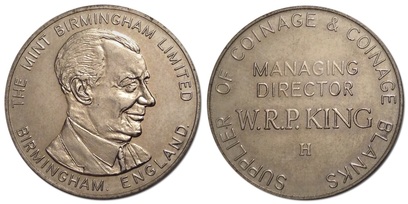 THE MINT BIRMINGHAM LIMITED
BIRMINGHAM. ENGLAND.
SUPPLIER OF COINAGE & COINAGE BLANKS
MANAGING
DIRECTOR
W.R.P. KING
H